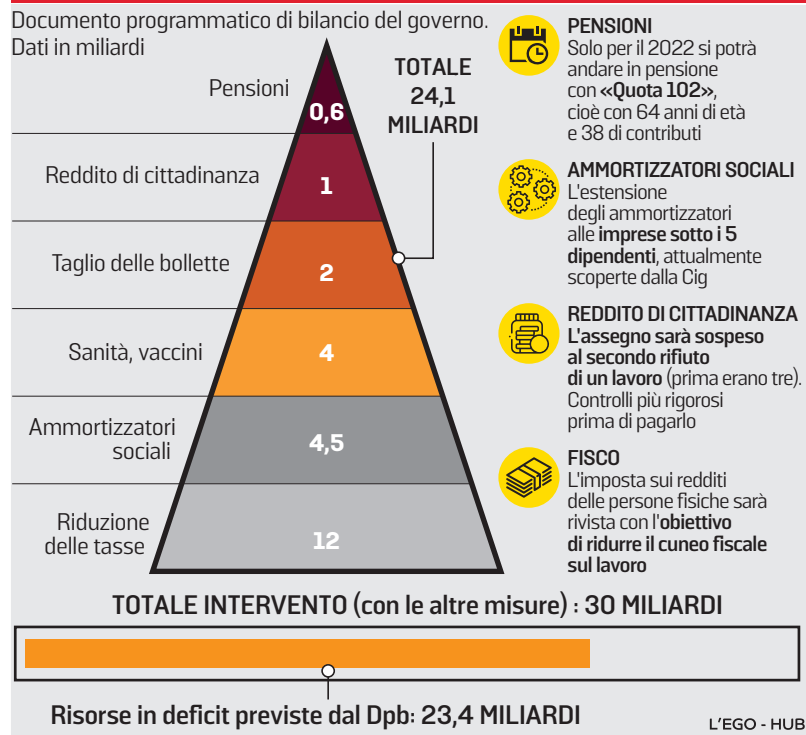 Documento programmatico di bilancio del governo.
Dati in miliardi
TOTALE
24,1
MILIARDI
Pensioni
0,6
Reddito di cittadinanza
1
Taglio delle bollette
2
Sanità, vaccini
4
Ammortizzatori
sociali
4,5
Riduzione
delle tasse
12
PENSIONI
Solo per il 2022 si potrà
andare in pensione
con «Quota 102»,
cioè con 64 anni di età
e 38 di contributi
AMMORTIZZATORI SOCIALI
L'estensione
degli ammortizzatori
alle imprese sotto i 5
dipendenti, attualmente
scoperte dalla Cig
REDDITO DI CITTADINANZA
L'assegno sarà sospeso
al secondo rifiuto
di un lavoro (prima erano tre).
Controlli più rigorosi
prima di pagarlo
FISCO
L'imposta sui redditi
delle persone fisiche sarà
rivista con l'obiettivo
di ridurre il cuneo fiscale
sul lavoro
TOTALE INTERVENTO (con le altre misure) : 30 MILIARDI
Risorse in deficit previste dal Dpb: 23,4 MILIARDI
L'EGO - HUB